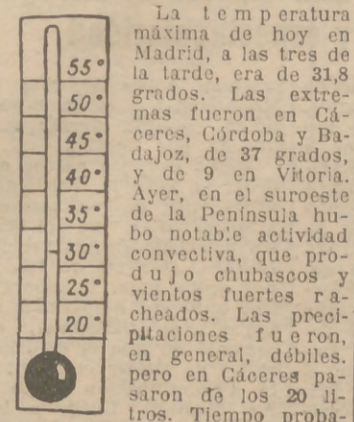 55°
50°
45°
40°
35°
30°
25°
20°
La temperatura
máxima de hoy en
Madrid, a las tres de
la tarde, era de 31,8
grados. Las extre-
mas fueron en Cá-
ceres, Córdoba y Ba-
dajoz, de 37 grados,
y de 9 en Vitoria.
Ayer, en el suroeste
de la Península hu-
bo notable actividad
convectiva, que pro-
dujo chubascos y
vientos fuertes ra-
cheados. Las preci-
pitaciones fueron,
en general, débiles.
pero en Cáceres pa-
saron de los 20 li-
tros. Tiempo proba-